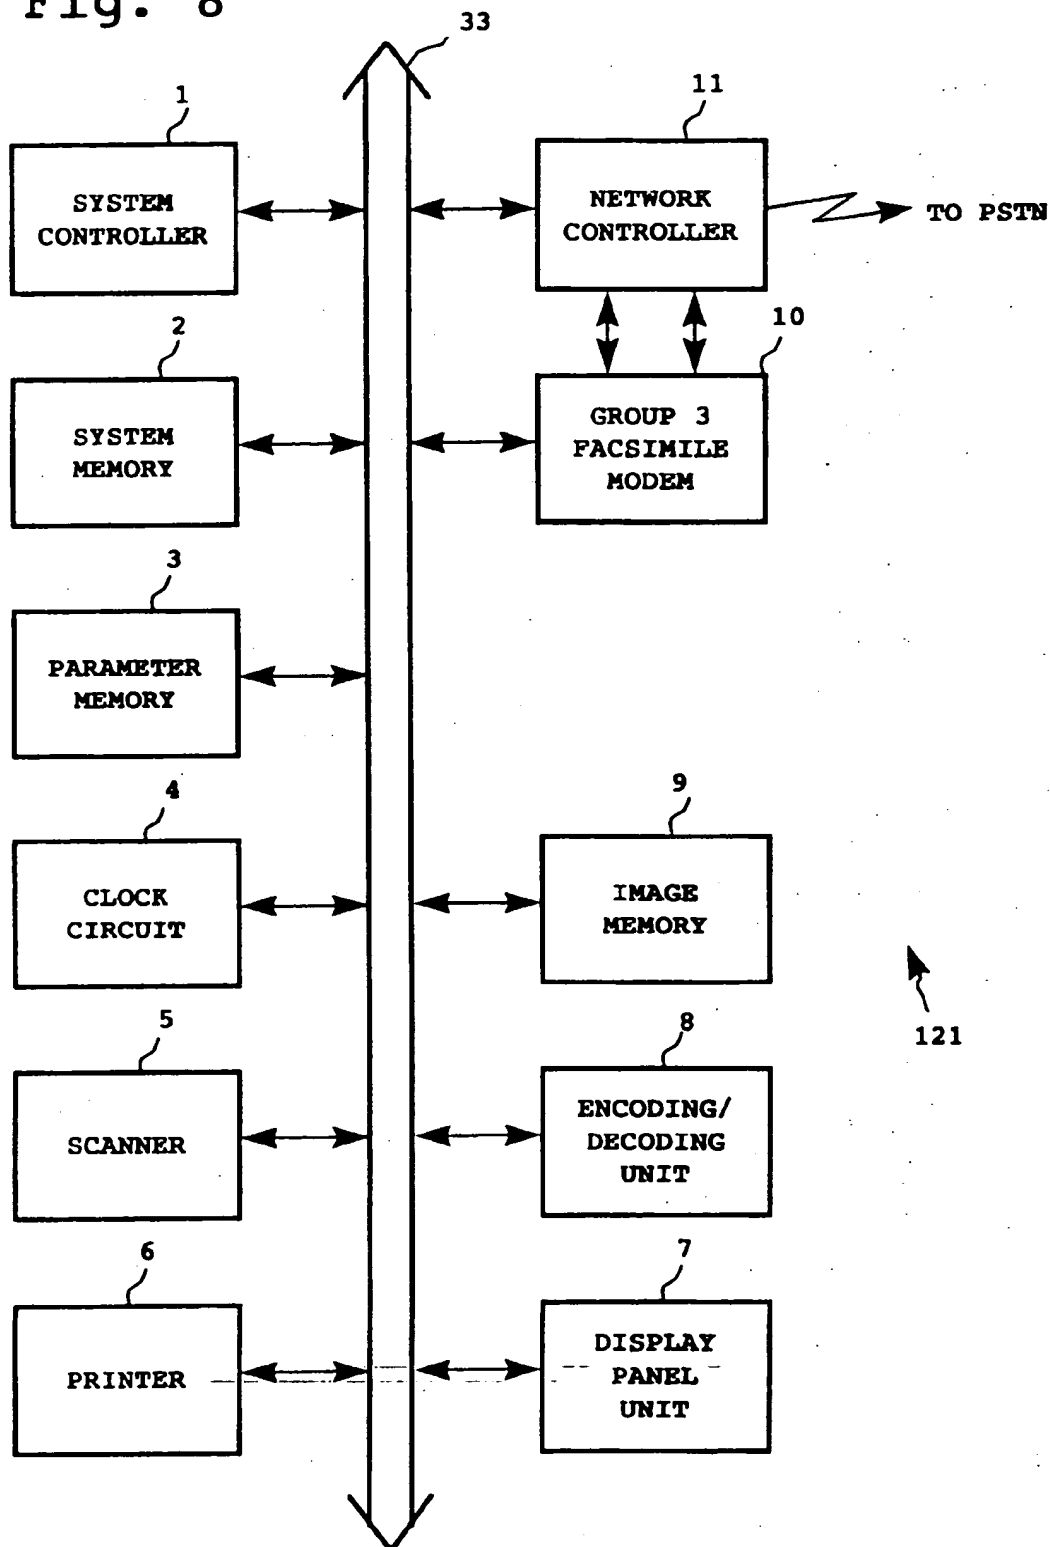 Fig. 8
33
1
SYSTEM
CONTROLLER
11
NETWORK
CONTROLLER
TO PSTN
2
SYSTEM
MEMORY
10
GROUP 3
FACSIMILE
MODEM
3
PARAMETER
MEMORY
4
CLOCK
CIRCUIT
9
IMAGE
MEMORY
121
5
SCANNER
8
ENCODING/
DECODING
UNIT
6
PRINTER
7
DISPLAY
PANEL
UNIT